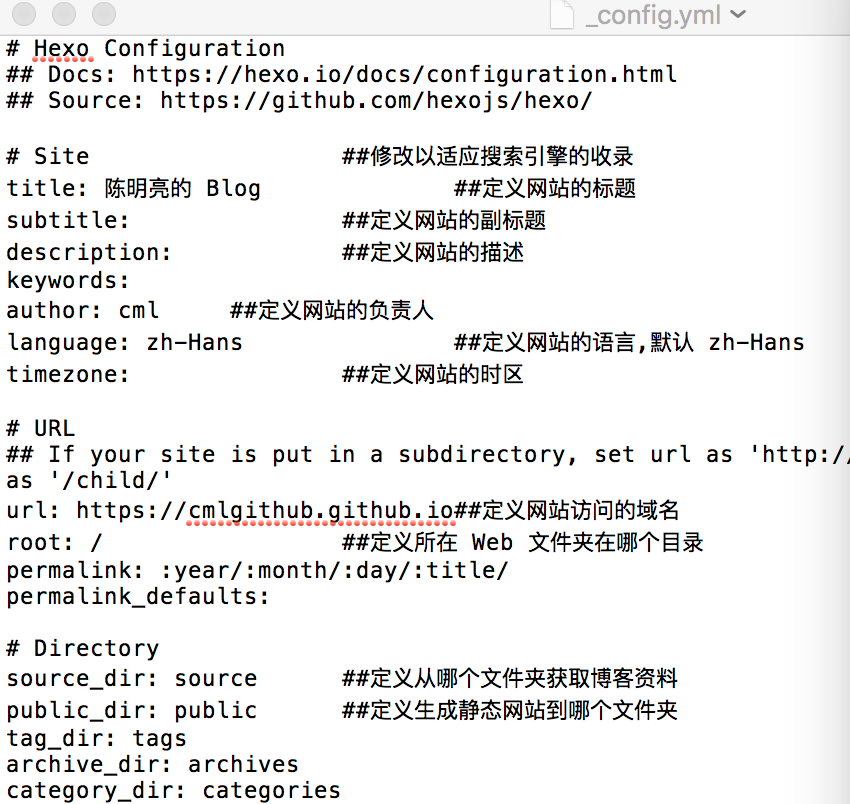 _config.yml
# Hexo Configuration
## Docs: https://hexo.io/docs/configuration.html
## Source: https://github.com/hexojs/hexo/
# Site ##修改以适应搜索引擎的收录
title: 陈明亮的 Blog ##定义网站的标题
subtitle: ##定义网站的副标题
description: ##定义网站的描述
keywords:
author: cml ##定义网站的负责人
language: zh-Hans ##定义网站的语言,默认 zh-Hans
timezone: ##定义网站的时区
# URL
## If your site is put in a subdirectory, set url as 'http://
as '/child/'
url: https://cmlgithub.github.io##定义网站访问的域名
root: / ##定义所在 Web 文件夹在哪个目录
permalink: :year/:month/:day/:title/
permalink_defaults:
# Directory
source_dir: source ##定义从哪个文件夹获取博客资料
public_dir: public ##定义生成静态网站到哪个文件夹
tag_dir: tags
archive_dir: archives
category_dir: categories